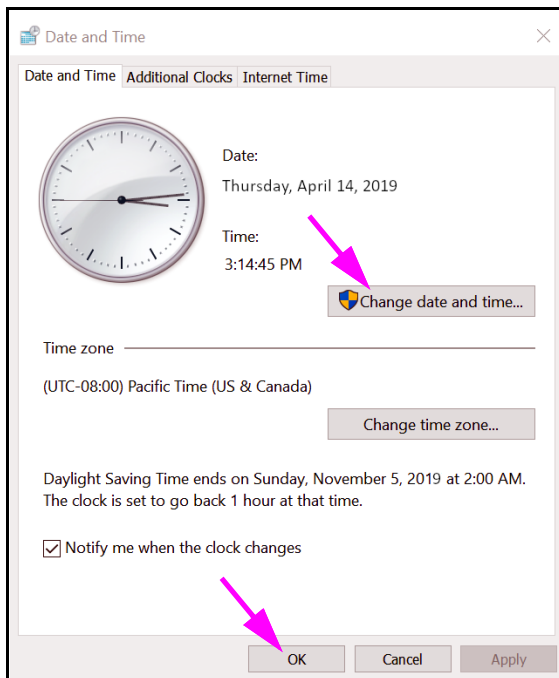 Date and Time
Date and Time Additional Clocks Internet Time
Date:
Thursday, April 14, 2019
Time:
3:14:45 PM
Change date and time...
Time zone
(UTC-08:00) Pacific Time (US & Canada)
Change time zone...
Daylight Saving Time ends on Sunday, November 5, 2019 at 2:00 AM.
The clock is set to go back 1 hour at that time.
Notify me when the clock changes
OK Cancel Apply